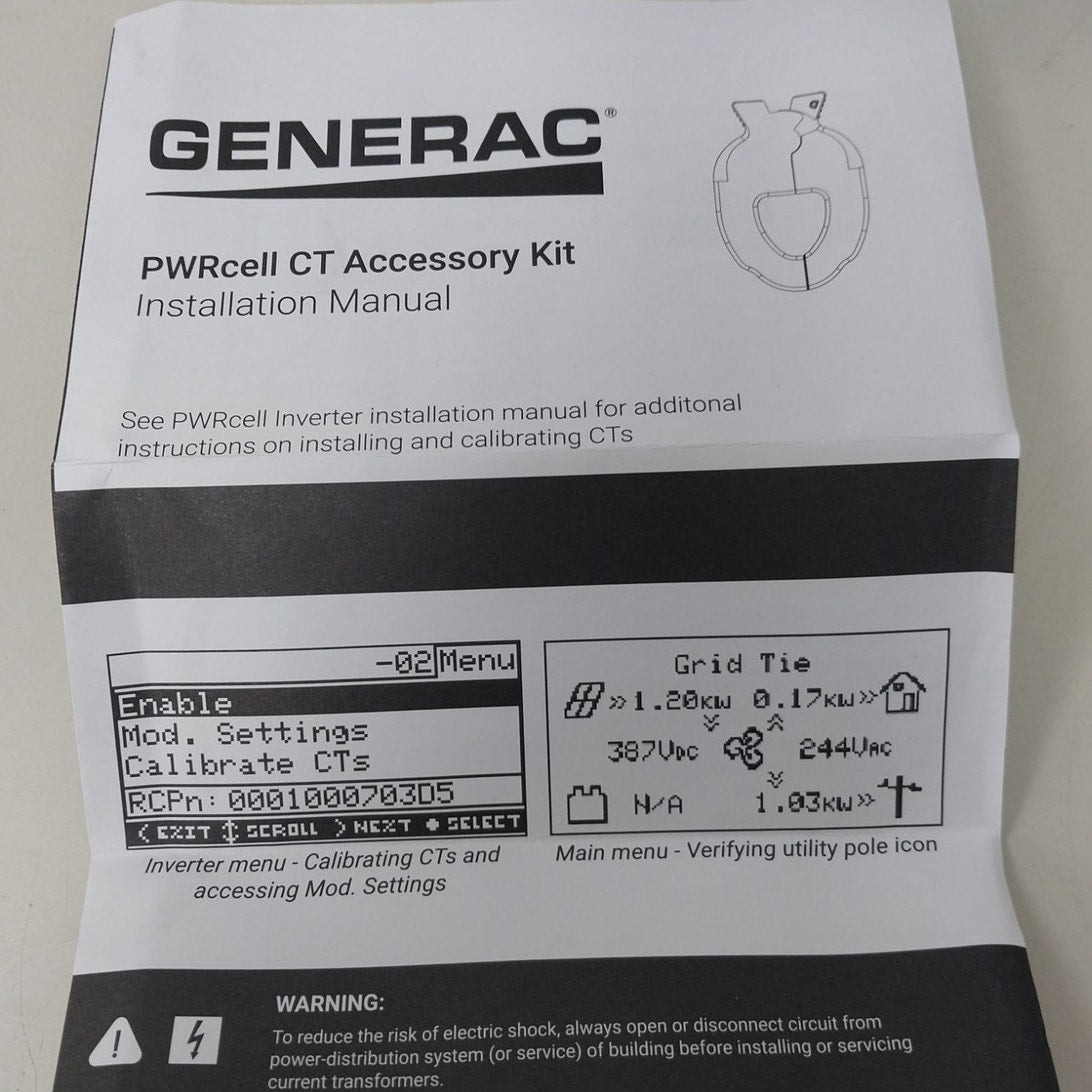 GENERAC®
PWRcell CT Accessory Kit
Installation Manual
See PWRcell Inverter installation manual for additonal
instructions on installing and calibrating CTs
-02 Menu
Enable
Mod. Settings
Calibrate CTs
RCPn: 0001000703D5
‹ EXIT ↕ SCROLL › NEXT ● SELECT
Inverter menu - Calibrating CTs and
accessing Mod. Settings
Grid Tie
» 1.20KW 0.17KW »
387VDC 244VAC
N/A 1.03KW »
Main menu - Verifying utility pole icon
WARNING:
To reduce the risk of electric shock, always open or disconnect circuit from
power-distribution system (or service) of building before installing or servicing
current transformers.